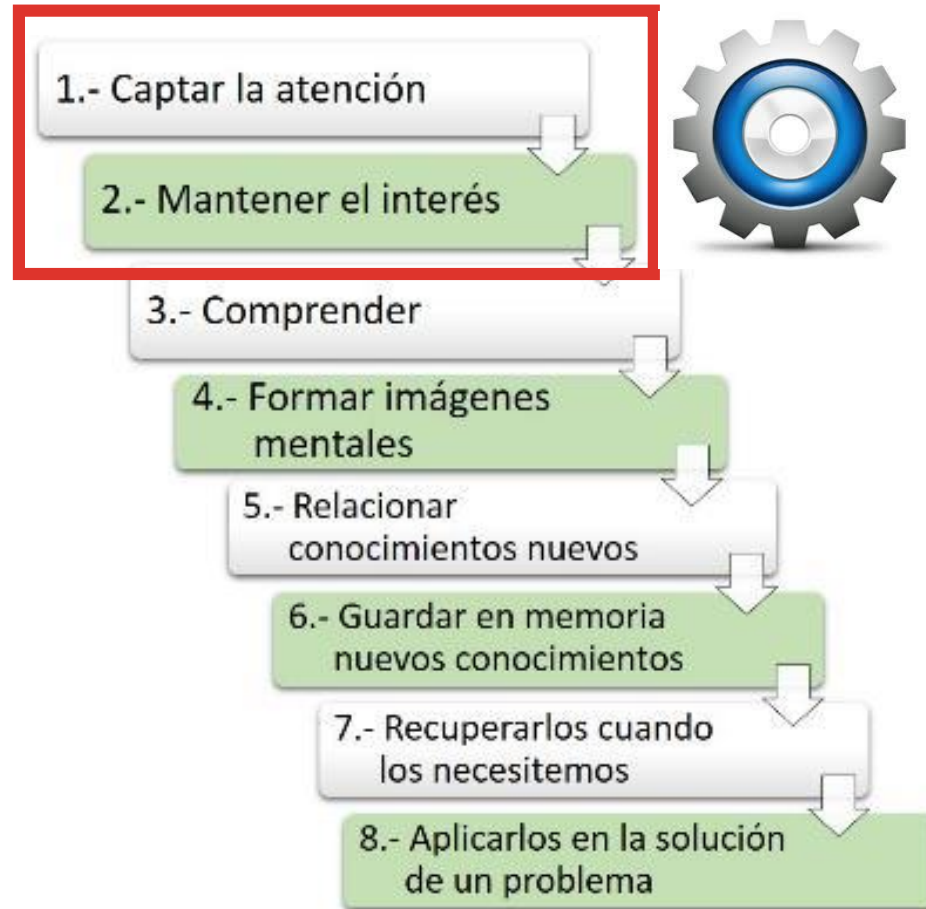 1.- Captar la atención
2.- Mantener el interés
3.- Comprender
4.- Formar imágenes
mentales
5.- Relacionar
conocimientos nuevos
6.- Guardar en memoria
nuevos conocimientos
7.- Recuperarlos cuando
los necesitemos
8.- Aplicarlos en la solución
de un problema